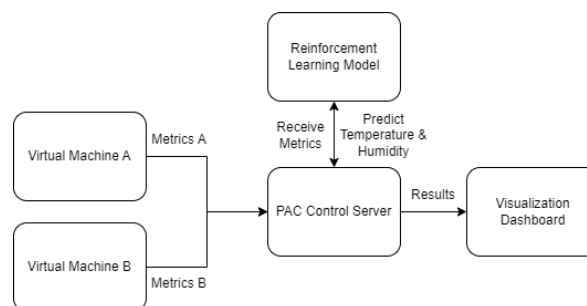 Reinforcement
Learning Model
Metrics A
Receive
Metrics
Predict
Temperature &
Humidity
Virtual Machine A
PAC Control Server
Results
Visualization
Dashboard
Virtual Machine B
Metrics B